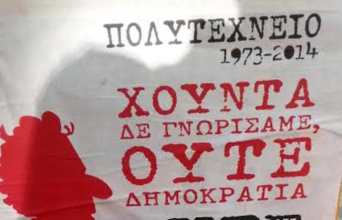 ΠΟΛΥΤΕΧΝΕΙΟ
1973-2014
ΧΟΥΝΤΑ
ΔΕ ΓΝΩΡΙΣΑΜΕ,
ΟΥΤΕ
ΔΗΜΟΚΡΑΤΙΑ